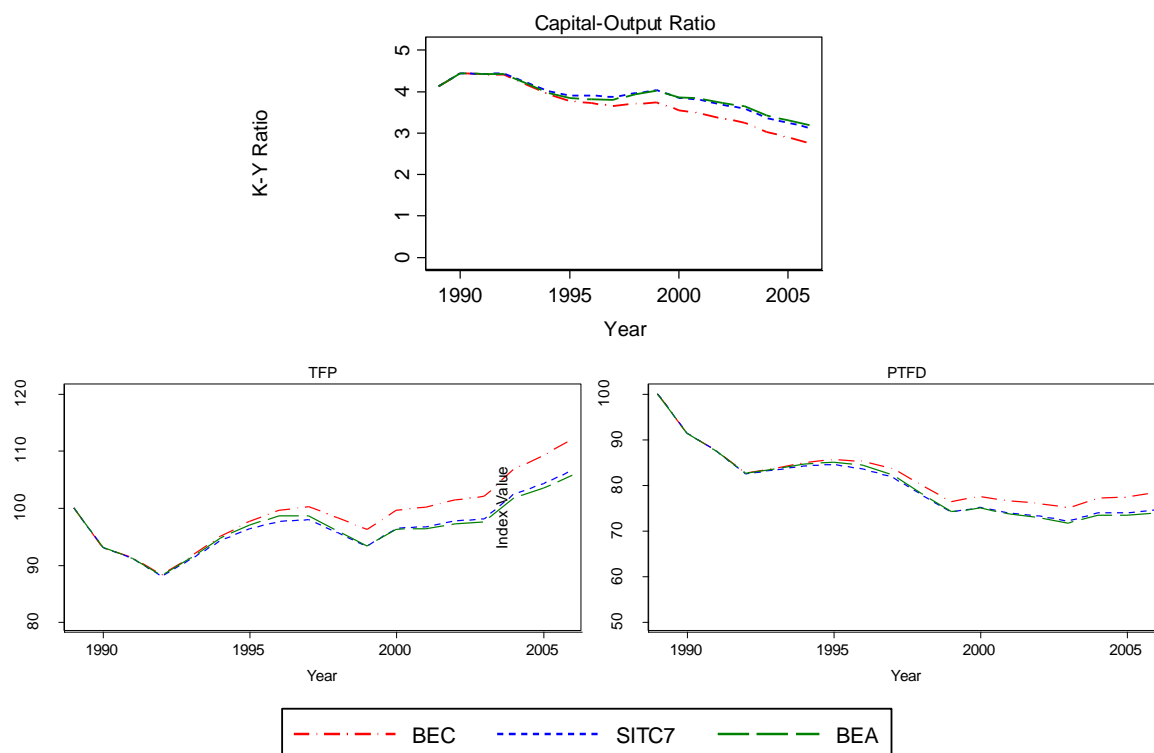 Capital-Output Ratio
K-Y Ratio
5
4
3
2
1
0
1990 1995 2000 2005
Year
TFP
120
110
100
90
80
1990 1995 2000 2005
Year
Index Value
PTFD
100
90
80
70
60
50
1990 1995 2000 2005
Year
BEC SITC7 BEA